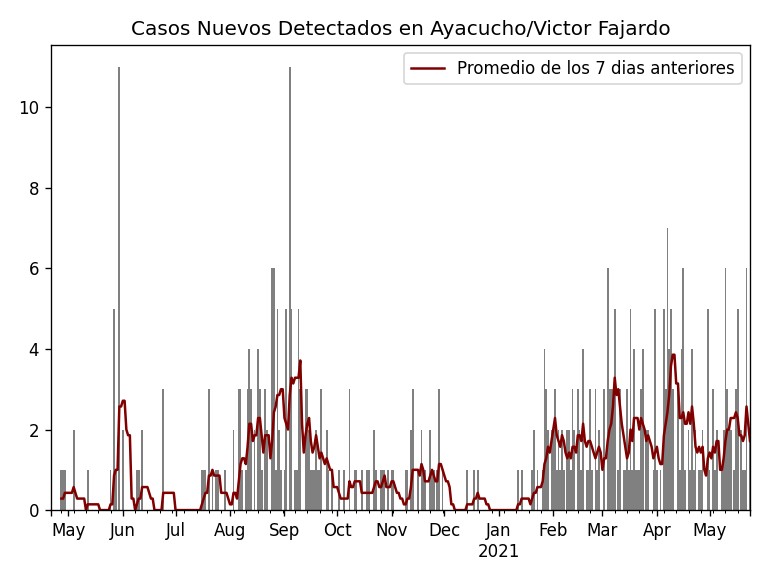 Casos Nuevos Detectados en Ayacucho/Victor Fajardo
Promedio de los 7 dias anteriores
10
8
6
4
2
0
May Jun Jul Aug Sep Oct Nov Dec Jan Feb Mar Apr May
2021